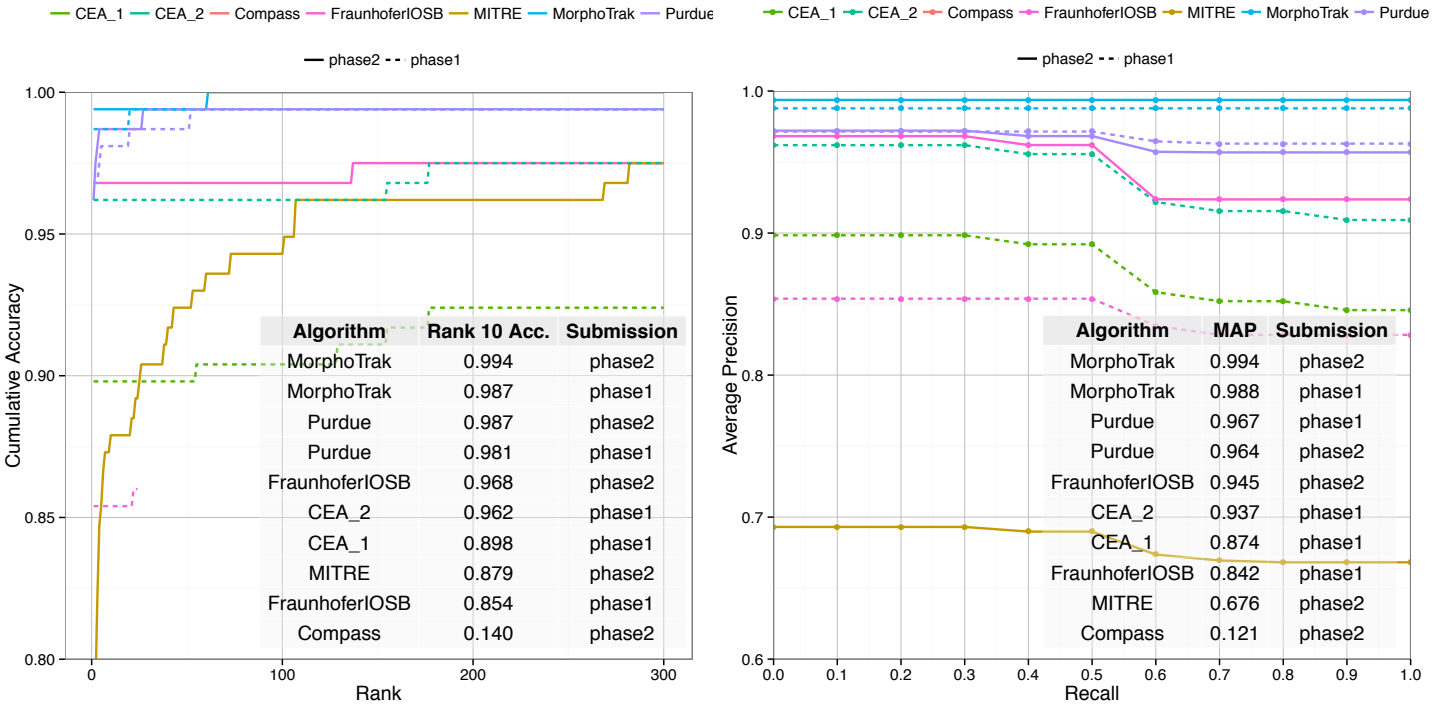 CEA_1 CEA_2 Compass FraunhoferIOSB MITRE MorphoTrak Purdue
phase2 phase1
Cumulative Accuracy
1.00
0.95
0.90
0.85
0.80
0 100 200 300
Rank
Algorithm Rank 10 Acc. Submission
MorphoTrak 0.994 phase2
MorphoTrak 0.987 phase1
Purdue 0.987 phase2
Purdue 0.981 phase1
FraunhoferIOSB 0.968 phase2
CEA_2 0.962 phase1
CEA_1 0.898 phase1
MITRE 0.879 phase2
FraunhoferIOSB 0.854 phase1
Compass 0.140 phase2
CEA_1 CEA_2 Compass FraunhoferIOSB MITRE MorphoTrak Purdue
phase2 phase1
Average Precision
1.0
0.9
0.8
0.7
0.6
0.0 0.1 0.2 0.3 0.4 0.5 0.6 0.7 0.8 0.9 1.0
Recall
Algorithm MAP Submission
MorphoTrak 0.994 phase2
MorphoTrak 0.988 phase1
Purdue 0.967 phase1
Purdue 0.964 phase2
FraunhoferIOSB 0.945 phase2
CEA_2 0.937 phase1
CEA_1 0.874 phase1
FraunhoferIOSB 0.842 phase1
MITRE 0.676 phase2
Compass 0.121 phase2